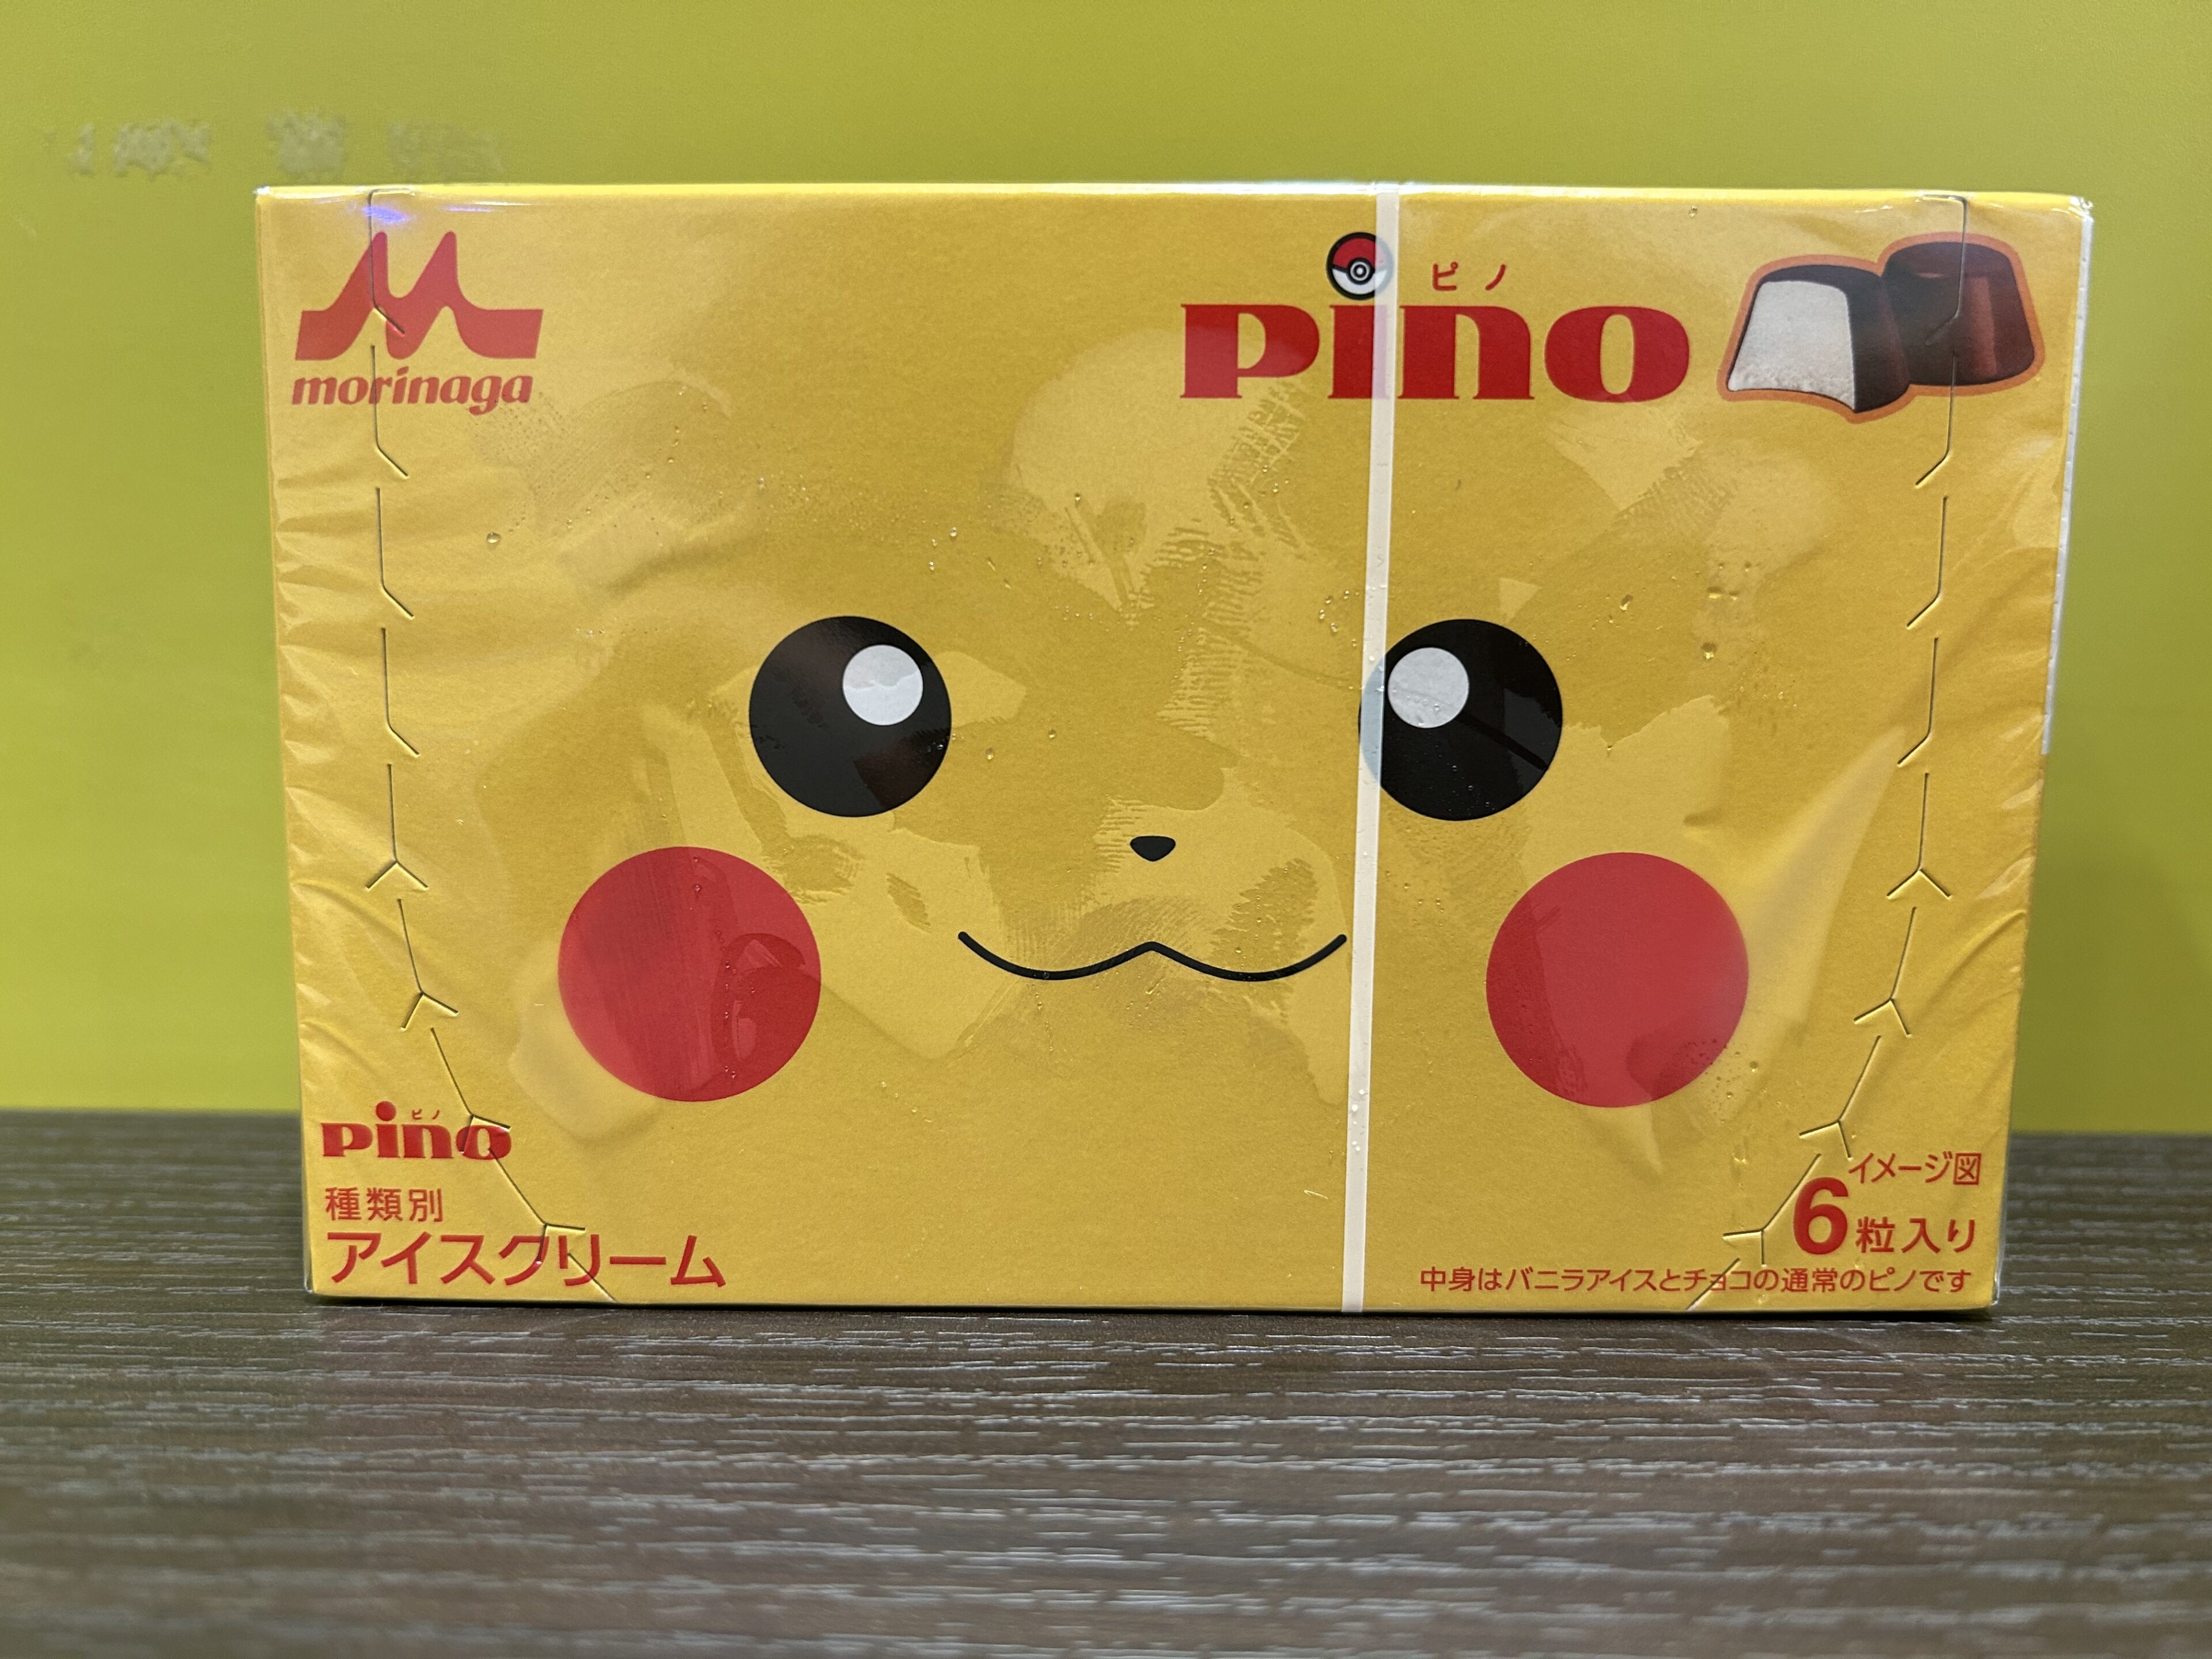 morinaga
ピノ
pino
ピノ
pino
種類別
アイスクリーム
イメージ図
6粒入り
中身はバニラアイスとチョコの通常のピノです